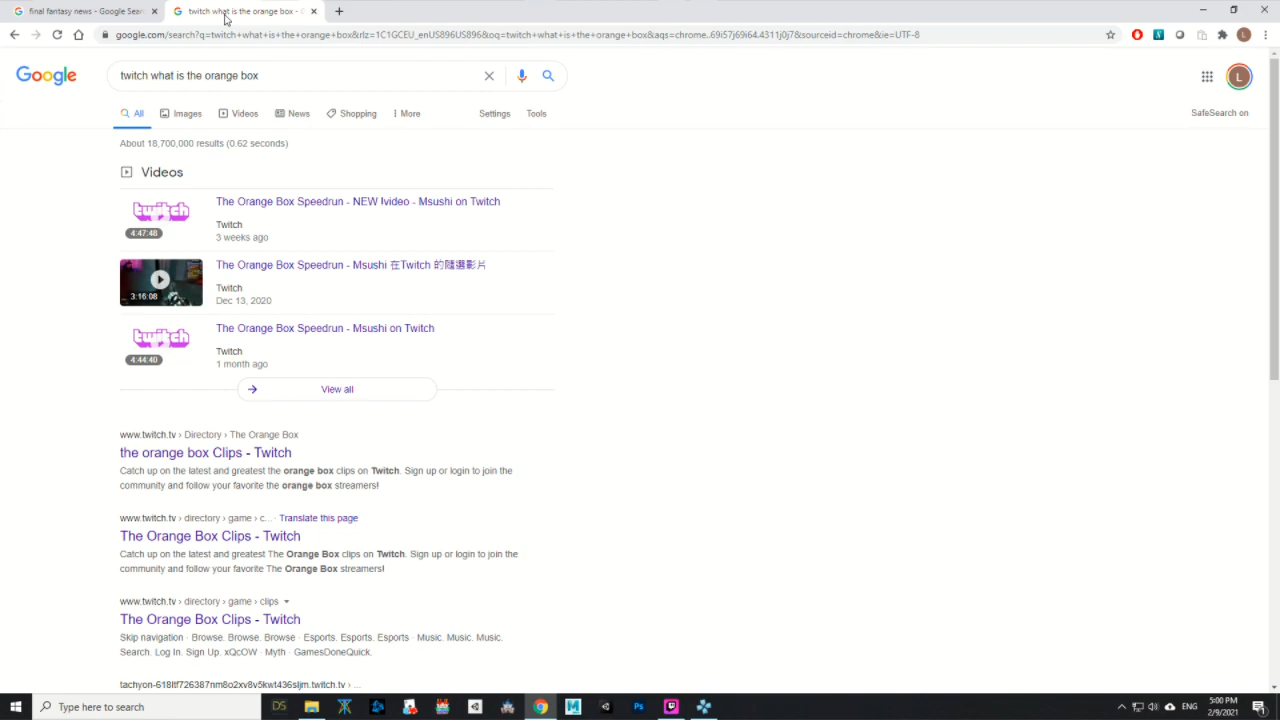 final fantasy news - Google Sear
twitch what is the orange box - G
google.com/search?q=twitch+what+is+the+orange+box&rlz=1C1GCEU_enUS896US896&oq=twitch+what+is+the+orange+box&aqs=chrome..69i57j69i64.4311j0j7&sourceid=chrome&ie=UTF-8
L
Google
twitch what is the orange box
L
All
Images
Videos
News
Shopping
More
Settings
Tools
SafeSearch on
About 18,700,000 results (0.62 seconds)
Videos
The Orange Box Speedrun - NEW !video - Msushi on Twitch
twitch
Twitch
4:47:48
3 weeks ago
The Orange Box Speedrun - Msushi 在Twitch 的隨選影片
Twitch
3:16:08
Dec 13, 2020
The Orange Box Speedrun - Msushi on Twitch
twitch
Twitch
4:44:40
1 month ago
View all
www.twitch.tv › Directory › The Orange Box
the orange box Clips - Twitch
Catch up on the latest and greatest the orange box clips on Twitch. Sign up or login to join the
community and follow your favorite the orange box streamers!
www.twitch.tv › directory › game › c... · Translate this page
The Orange Box Clips - Twitch
Catch up on the latest and greatest The Orange Box clips on Twitch. Sign up or login to join the
community and follow your favorite The Orange Box streamers!
www.twitch.tv › directory › game › clips
The Orange Box Clips - Twitch
Skip navigation · Browse. Browse. Browse · Esports. Esports. Esports · Music. Music. Music.
Search. Log In. Sign Up. xQcOW · Myth · GamesDoneQuick.
Type here to search
DS
Ps
ENG
5:00 PM
2/9/2021
1